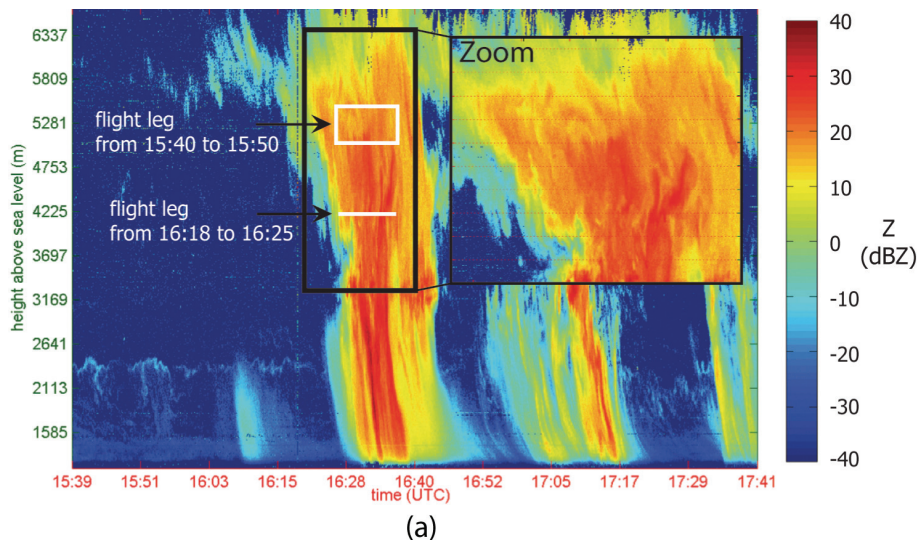 6337
5809
5281
4753
4225
3697
3169
2641
2113
1585
height above sea level (m)
Zoom
flight leg
from 15:40 to 15:50
flight leg
from 16:18 to 16:25
15:39 15:51 16:03 16:15 16:28 16:40 16:52 17:05 17:17 17:29 17:41
time (UTC)
40
30
20
10
0
-10
-20
-30
-40
Z
(dBZ)
(a)